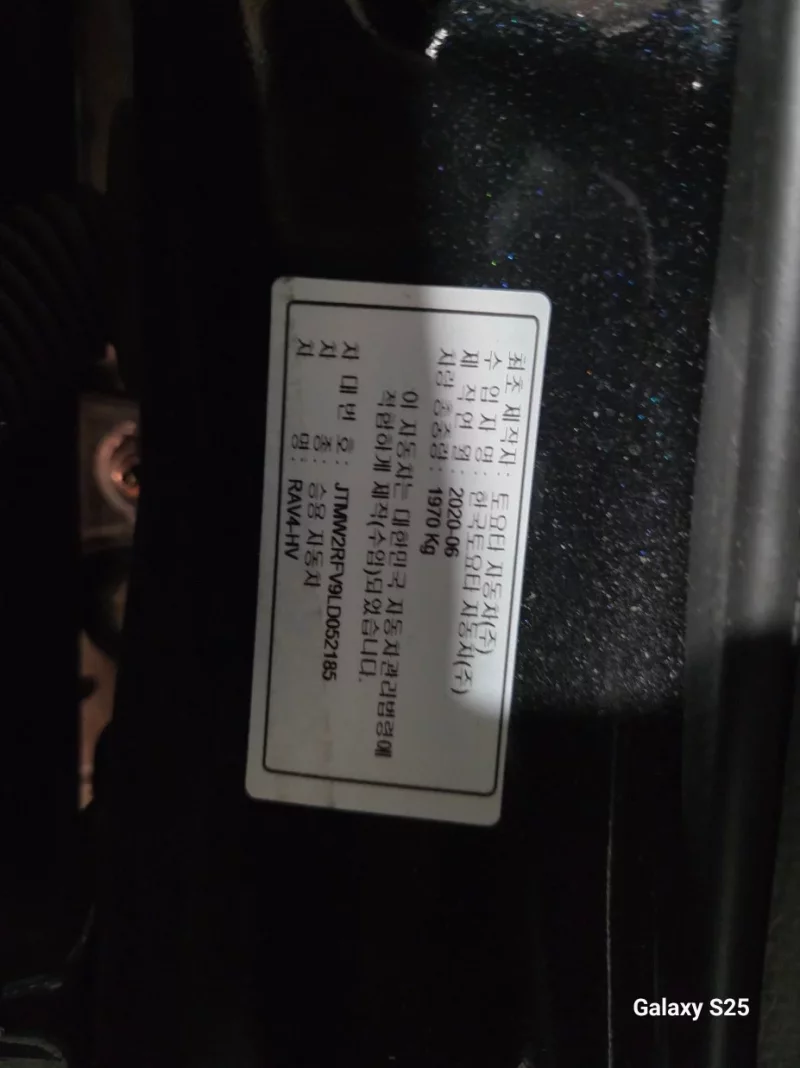 최초 제작자 : 토요타 자동차(주)
수 입 자 명 : 한국토요타 자동차(주)
제 작 연 월 : 2020-06
차량 총중량 : 1970 Kg
이 자동차는 대한민국 자동차관리법령에
적합하게 제작(수입)되었습니다.
차 대 번 호 : JTMW2RFV9LD052185
차 종 : 승용 자동차
차 명 : RAV4-HV
Galaxy S25